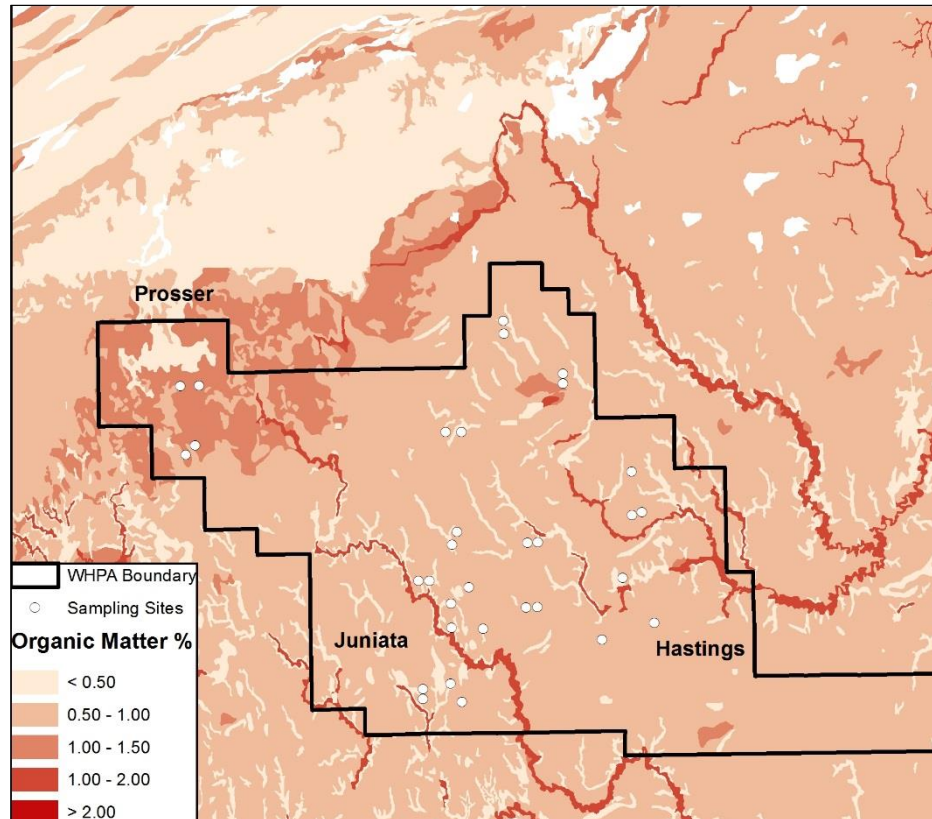 Prosser
Juniata
Hastings
WHPA Boundary
Sampling Sites
Organic Matter %
< 0.50
0.50 - 1.00
1.00 - 1.50
1.00 - 2.00
> 2.00